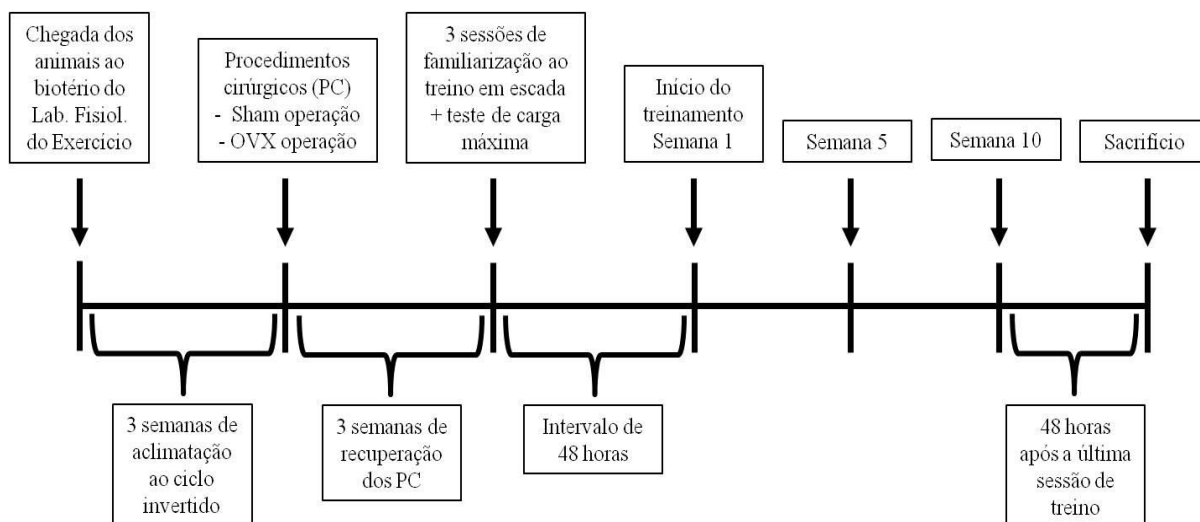 Chegada dos
animais ao
biotério do
Lab. Fisiol.
do Exercício
Procedimentos
cirúrgicos (PC)
- Sham operação
- OVX operação
3 sessões de
familiarização ao
treino em escada
+ teste de carga
máxima
Início do
treinamento
Semana 1
Semana 5
Semana 10
Sacrifício
3 semanas de
aclimatação
ao ciclo
invertido
3 semanas de
recuperação
dos PC
Intervalo de
48 horas
48 horas
após a última
sessão de
treino